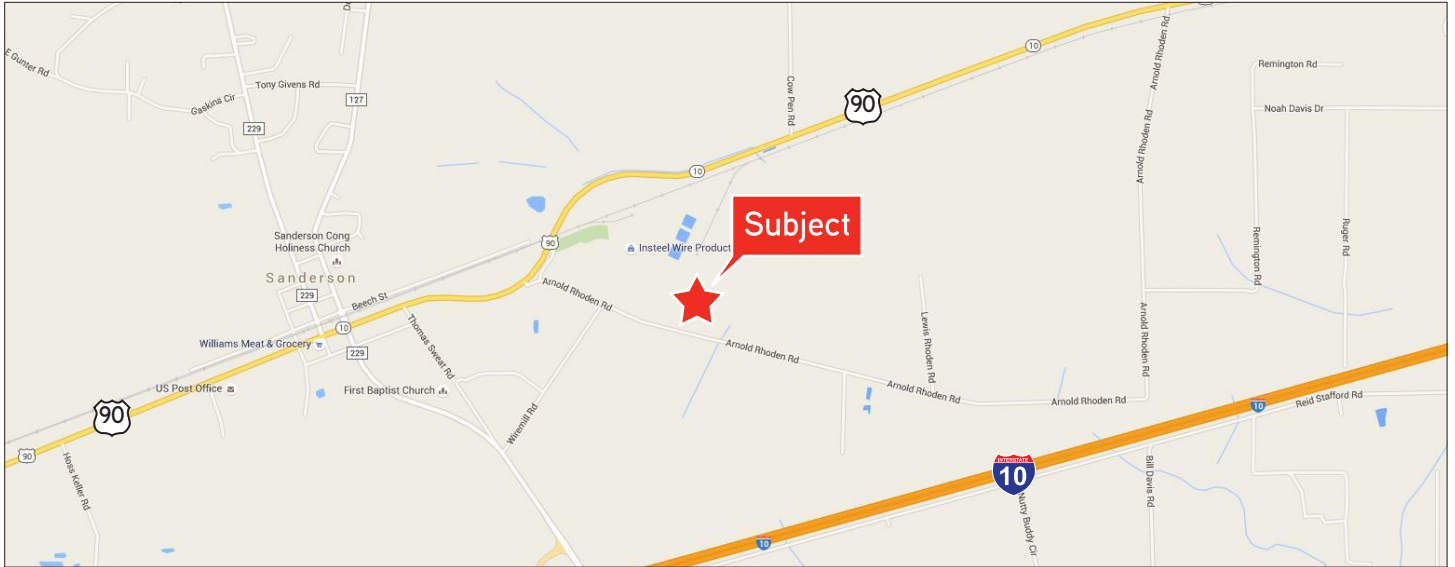 10
Do
E Gunter Rd
Tony Givens Rd
Gaskins Cir
127
229
Cow Pen Rd
90
Arnold Rhoden Rd
Remington Rd
Noah Davis Dr
Arnold Rhoden Rd
10
Subject
Sanderson Cong
Holiness Church
90
Insteel Wire Product
Remington Rd
Ruger Rd
Sanderson
229
Beech St
Arnold Rhoden Rd
10
Williams Meat & Grocery
229
Thomas Sweat Rd
Arnold Rhoden Rd
Lewis Rhoden Rd
Arnold Rhoden Rd
US Post Office
First Baptist Church
Arnold Rhoden Rd
Arnold Rhoden Rd
10
Reid Stafford Rd
90
Wiremill Rd
90
Hoss Keller Rd
INTERSTATE
10
Bill Davis Rd
Nutty Buddy Cir
10